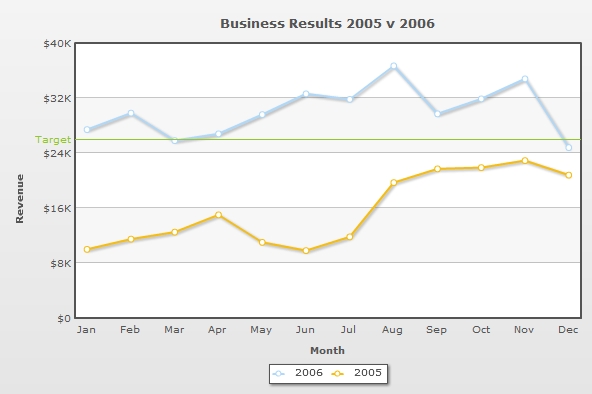 Business Results 2005 v 2006
$40K
$32K
Target
$24K
$16K
$8K
$0
Revenue
Jan Feb Mar Apr May Jun Jul Aug Sep Oct Nov Dec
Month
2006 2005